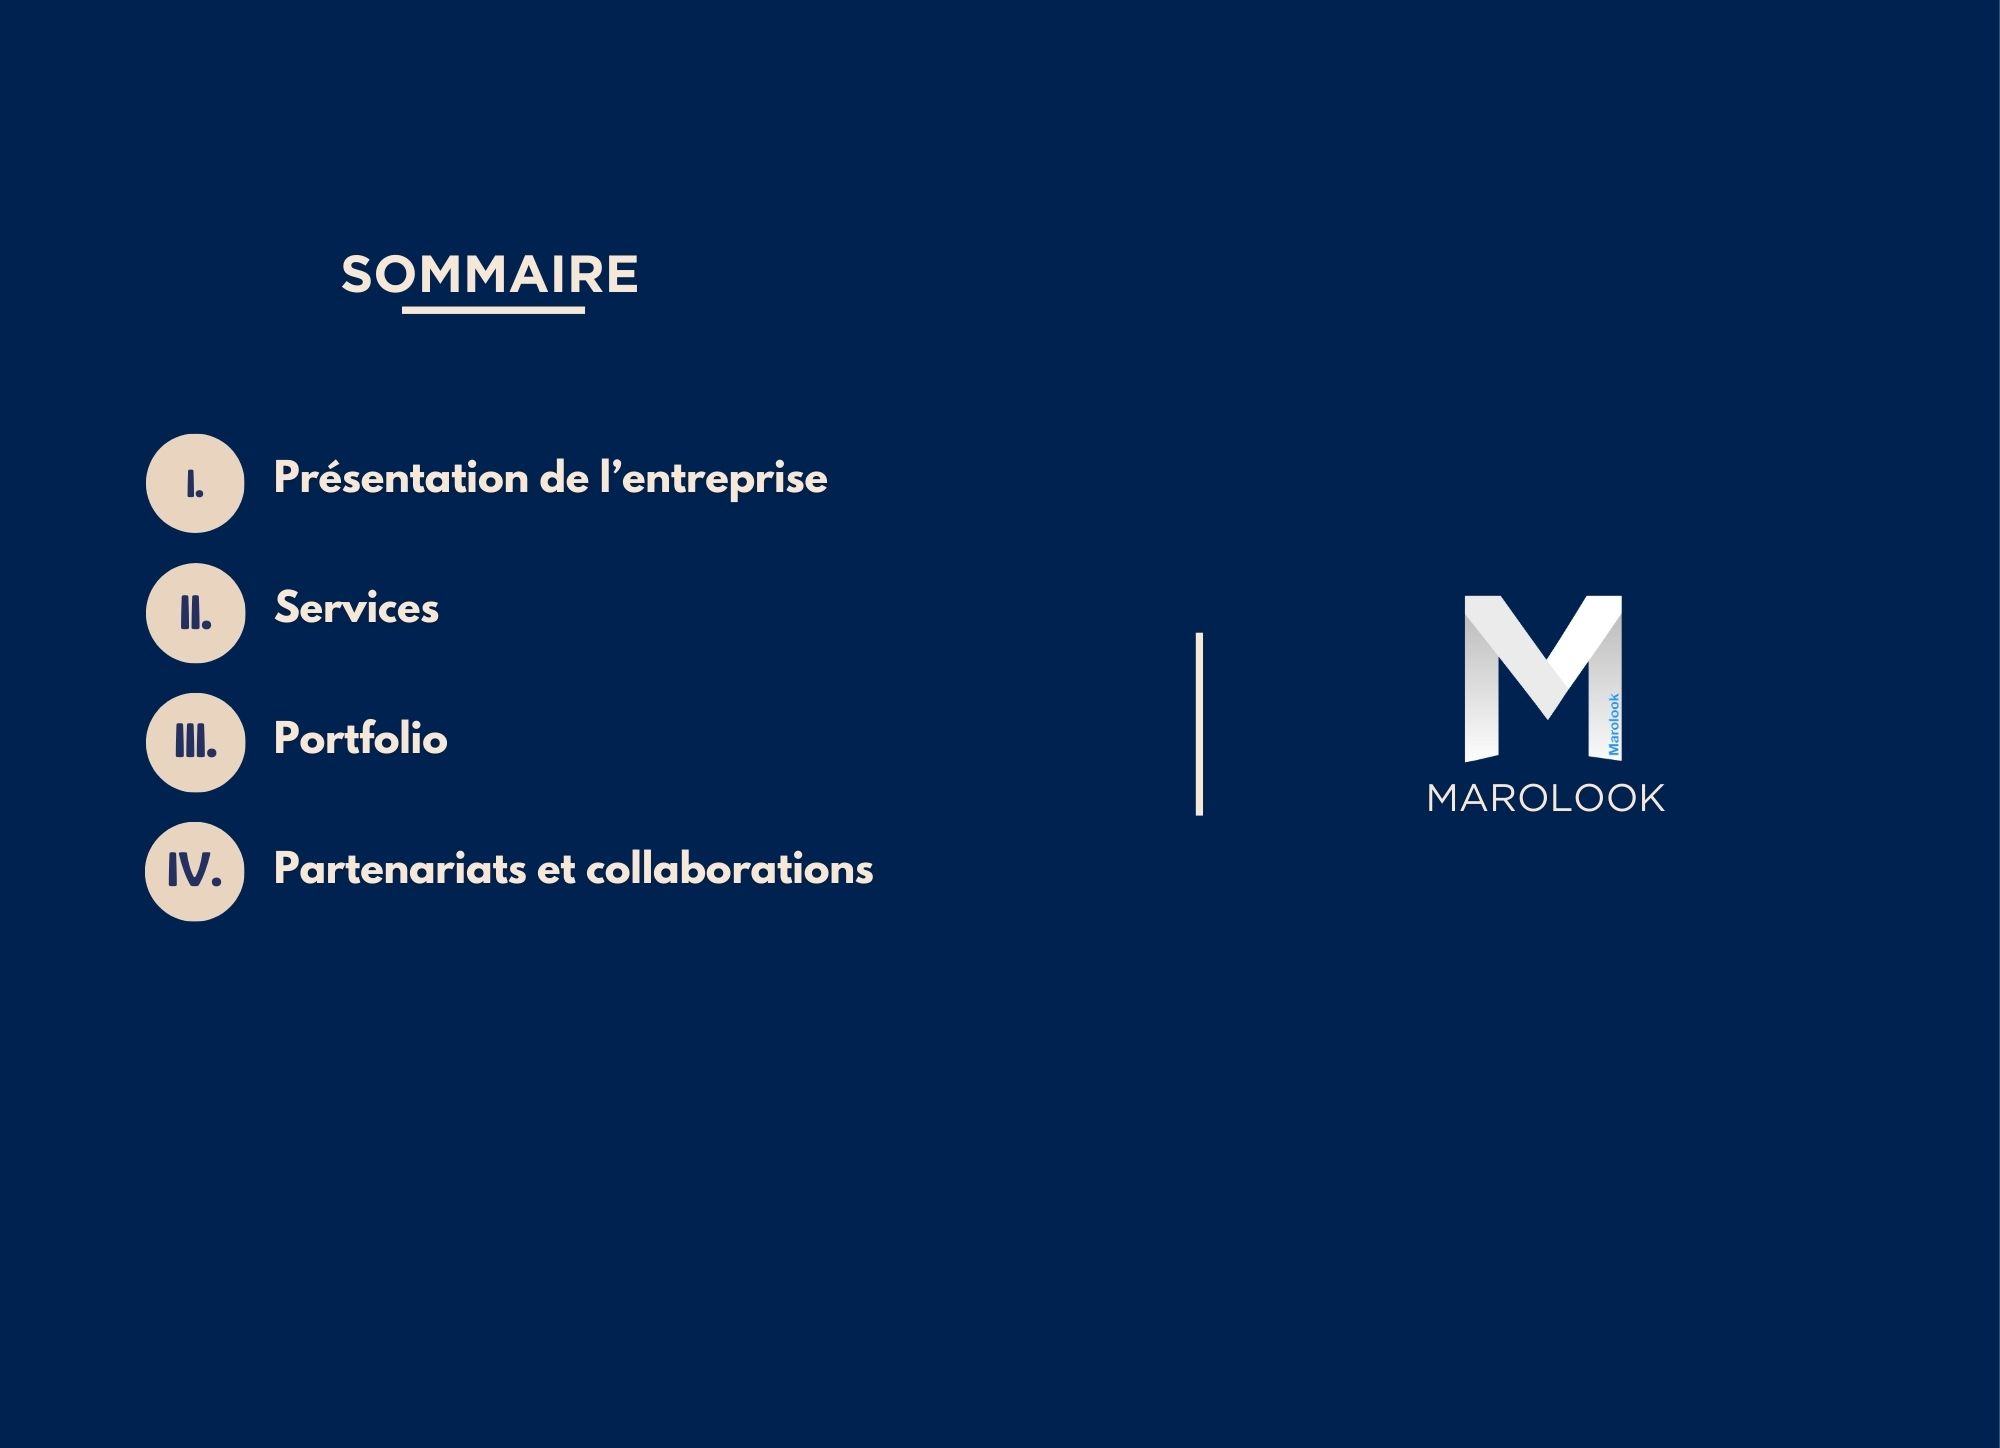 SOMMAIRE
I. Présentation de l’entreprise
II. Services
III. Portfolio
IV. Partenariats et collaborations
Marolook
MAROLOOK